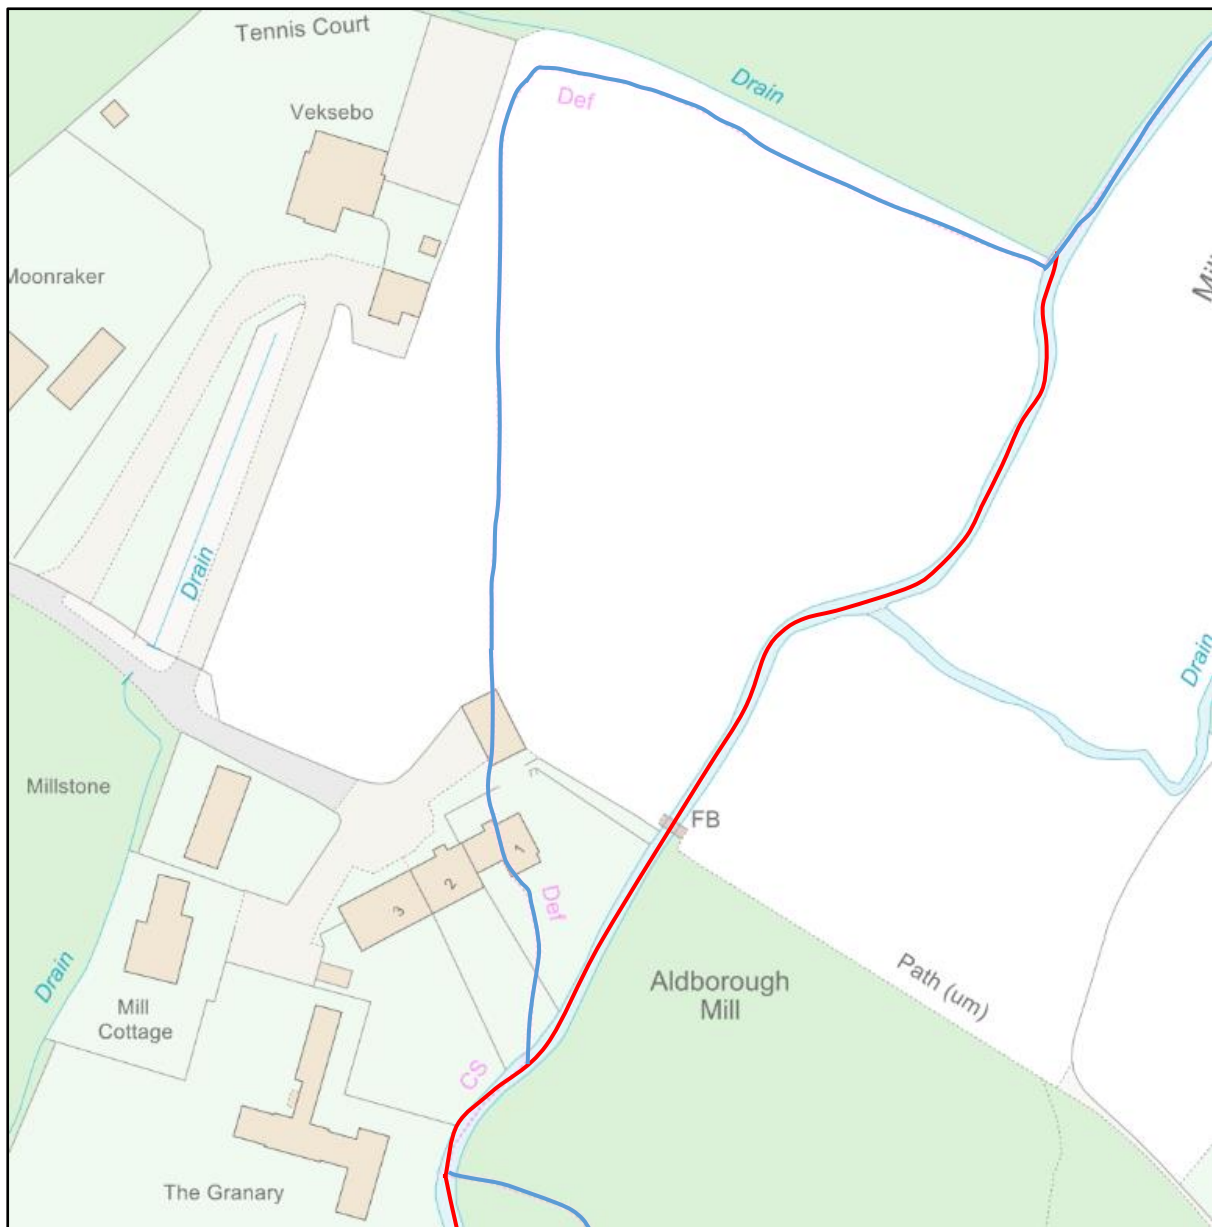 Tennis Court
Drain
Def
Veksebo
Moonraker
Mill
Drain
Drain
Millstone
FB
1
2
3
Def
Aldborough
Mill
Path (um)
Drain
Mill
Cottage
CS
The Granary